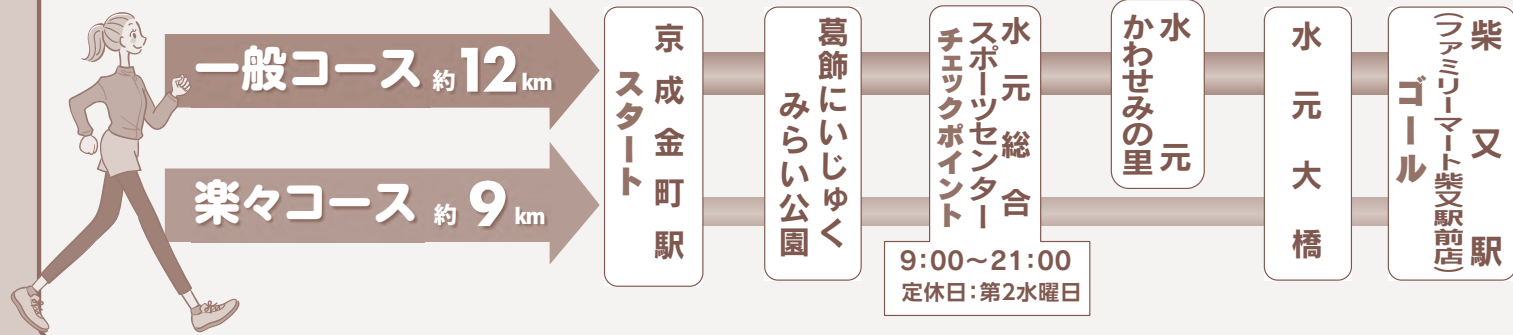 一般コース 約12km
楽々コース 約9km
京成金町駅
スタート
葛飾にいじゅく
みらい公園
水元総合
スポーツセンター
チェックポイント
9:00〜21:00
定休日:第2水曜日
水元
かわせみの里
水元大橋
柴又駅
(ファミリーマート柴又駅前店)
ゴール